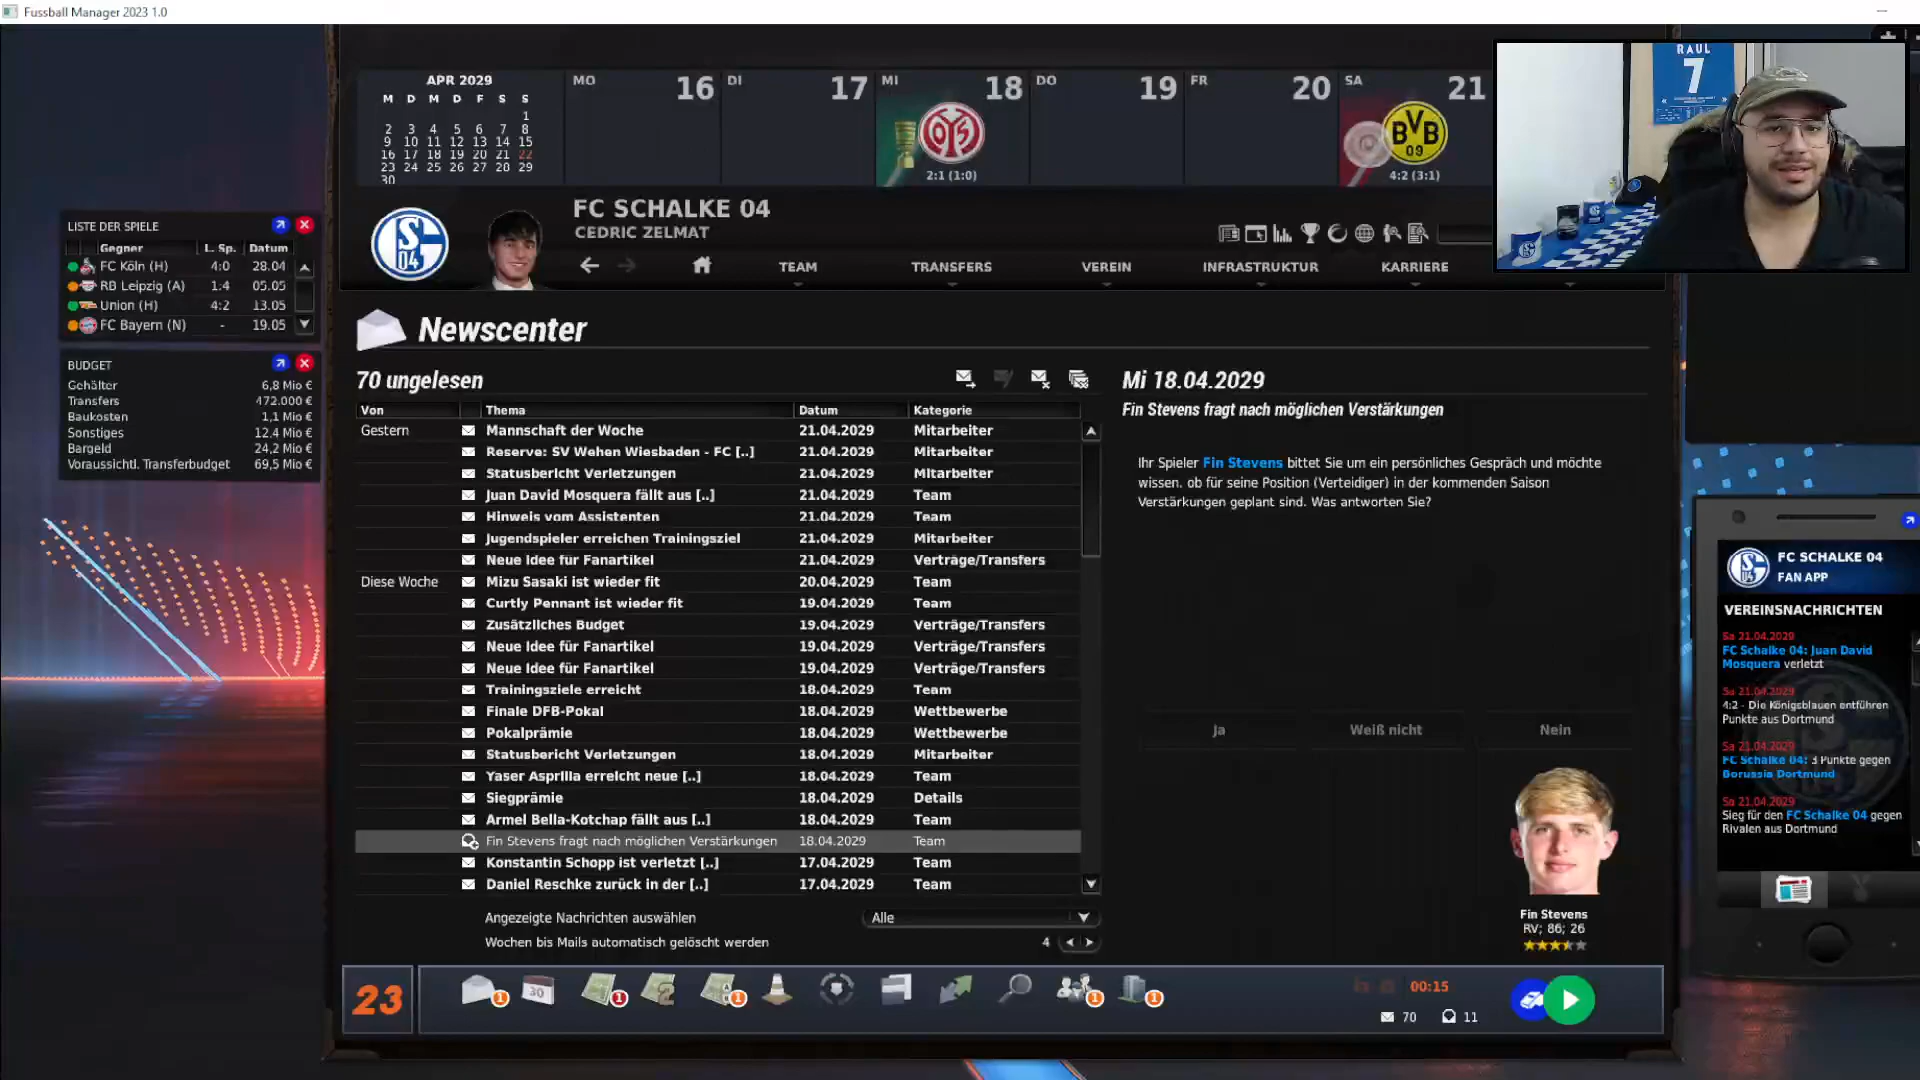 Fussball Manager 2023 1.0
APR 2029
M D M D F S S
1
2 3 4 5 6 7 8
9 10 11 12 13 14 15
16 17 18 19 20 21 22
23 24 25 26 27 28 29
30
MO 16
DI 17
MI 18
2:1 (1:0)
DO 19
FR 20
SA 21
BVB 09
4:2 (3:1)
RAUL
7
FC SCHALKE 04
CEDRIC ZELMAT
TEAM TRANSFERS VEREIN INFRASTRUKTUR KARRIERE
LISTE DER SPIELE
Gegner L. Sp. Datum
FC Köln (H) 4:0 28.04
RB Leipzig (A) 1:4 05.05
Union (H) 4:2 13.05
FC Bayern (N) - 19.05
BUDGET
Gehälter 6,8 Mio €
Transfers 472.000 €
Baukosten 1,1 Mio €
Sonstiges 12,4 Mio €
Bargeld 24,2 Mio €
Voraussichtl. Transferbudget 69,5 Mio €
Newscenter
70 ungelesen
Von Thema Datum Kategorie
Gestern Mannschaft der Woche 21.04.2029 Mitarbeiter
Reserve: SV Wehen Wiesbaden - FC [..] 21.04.2029 Mitarbeiter
Statusbericht Verletzungen 21.04.2029 Mitarbeiter
Juan David Mosquera fällt aus [..] 21.04.2029 Team
Hinweis vom Assistenten 21.04.2029 Team
Jugendspieler erreichen Trainingsziel 21.04.2029 Mitarbeiter
Neue Idee für Fanartikel 21.04.2029 Verträge/Transfers
Diese Woche Mizu Sasaki ist wieder fit 20.04.2029 Team
Curtly Pennant ist wieder fit 19.04.2029 Team
Zusätzliches Budget 19.04.2029 Verträge/Transfers
Neue Idee für Fanartikel 19.04.2029 Verträge/Transfers
Neue Idee für Fanartikel 19.04.2029 Verträge/Transfers
Trainingsziele erreicht 18.04.2029 Team
Finale DFB-Pokal 18.04.2029 Wettbewerbe
Pokalprämie 18.04.2029 Wettbewerbe
Statusbericht Verletzungen 18.04.2029 Mitarbeiter
Yaser Asprilla erreicht neue [..] 18.04.2029 Team
Siegprämie 18.04.2029 Details
Armel Bella-Kotchap fällt aus [..] 18.04.2029 Team
Fin Stevens fragt nach möglichen Verstärkungen 18.04.2029 Team
Konstantin Schopp ist verletzt [..] 17.04.2029 Team
Daniel Reschke zurück in der [..] 17.04.2029 Team
Angezeigte Nachrichten auswählen Alle
Wochen bis Mails automatisch gelöscht werden 4
Mi 18.04.2029
Fin Stevens fragt nach möglichen Verstärkungen
Ihr Spieler Fin Stevens bittet Sie um ein persönliches Gespräch und möchte
wissen, ob für seine Position (Verteidiger) in der kommenden Saison
Verstärkungen geplant sind. Was antworten Sie?
Ja Weiß nicht Nein
Fin Stevens
RV; 86; 26
FC SCHALKE 04
FAN APP
VEREINSNACHRICHTEN
Sa 21.04.2029
FC Schalke 04: Juan David
Mosquera verletzt
Sa 21.04.2029
4:2 - Die Königsblauen entführen
Punkte aus Dortmund
Sa 21.04.2029
FC Schalke 04: 3 Punkte gegen
Borussia Dortmund
Sa 21.04.2029
Sieg für den FC Schalke 04 gegen
Rivalen aus Dortmund
23
1 30 1 2 1 1 1
00:15
70 11